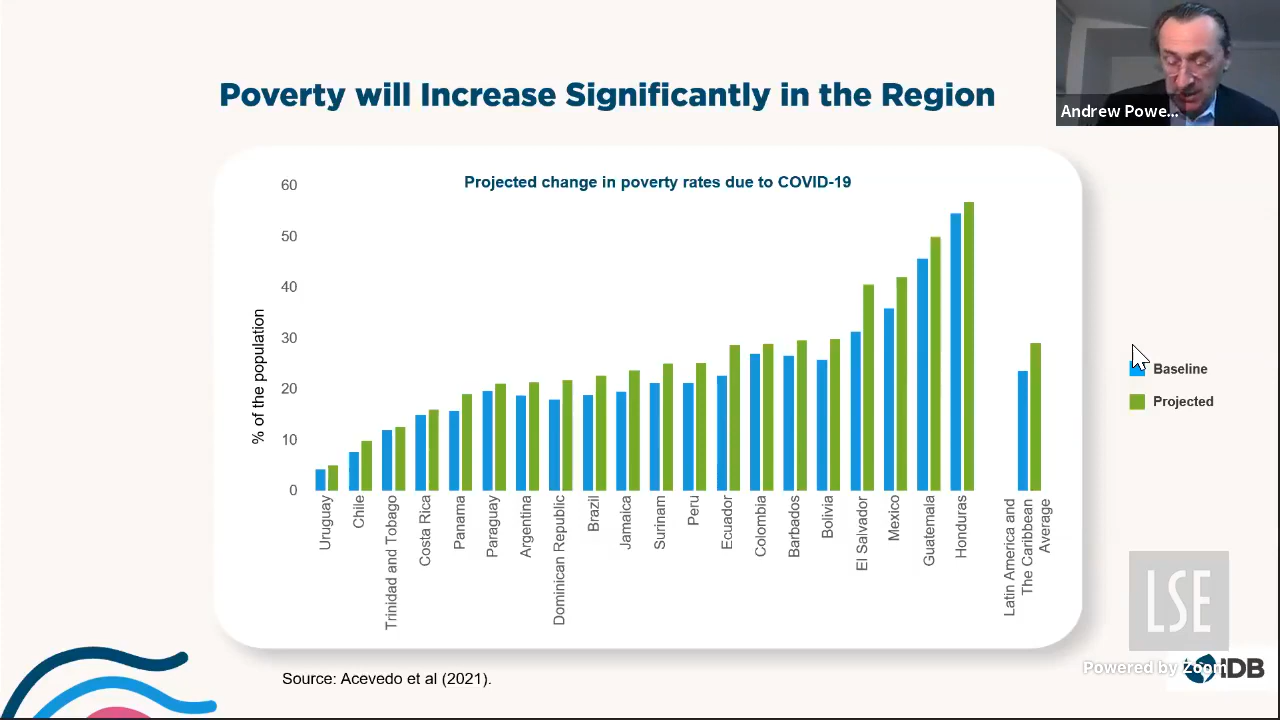 Poverty will Increase Significantly in the Region
Andrew Powe...
Projected change in poverty rates due to COVID-19
% of the population
60
50
40
30
20
10
0
Uruguay
Chile
Trinidad and Tobago
Costa Rica
Panama
Paraguay
Argentina
Dominican Republic
Brazil
Jamaica
Surinam
Peru
Ecuador
Colombia
Barbados
Bolivia
El Salvador
Mexico
Guatemala
Honduras
Latin America and
The Caribbean
Average
Baseline
Projected
LSE
Powered by Zoom
IDB
Source: Acevedo et al (2021).